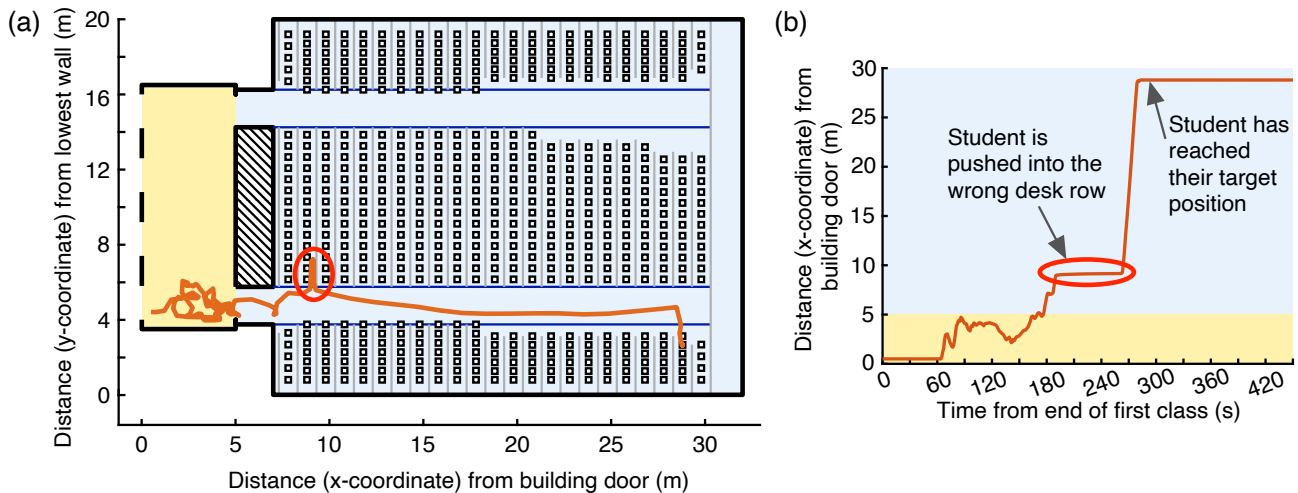 (a)
Distance (y-coordinate) from lowest wall (m)
20
16
12
8
4
0
0
5
10
15
20
25
30
Distance (x-coordinate) from building door (m)
(b)
Distance (x-coordinate) from
building door (m)
30
25
20
15
10
5
0
Student is
pushed into the
wrong desk row
Student has
reached
their target
position
0
60
120
180
240
300
360
420
Time from end of first class (s)